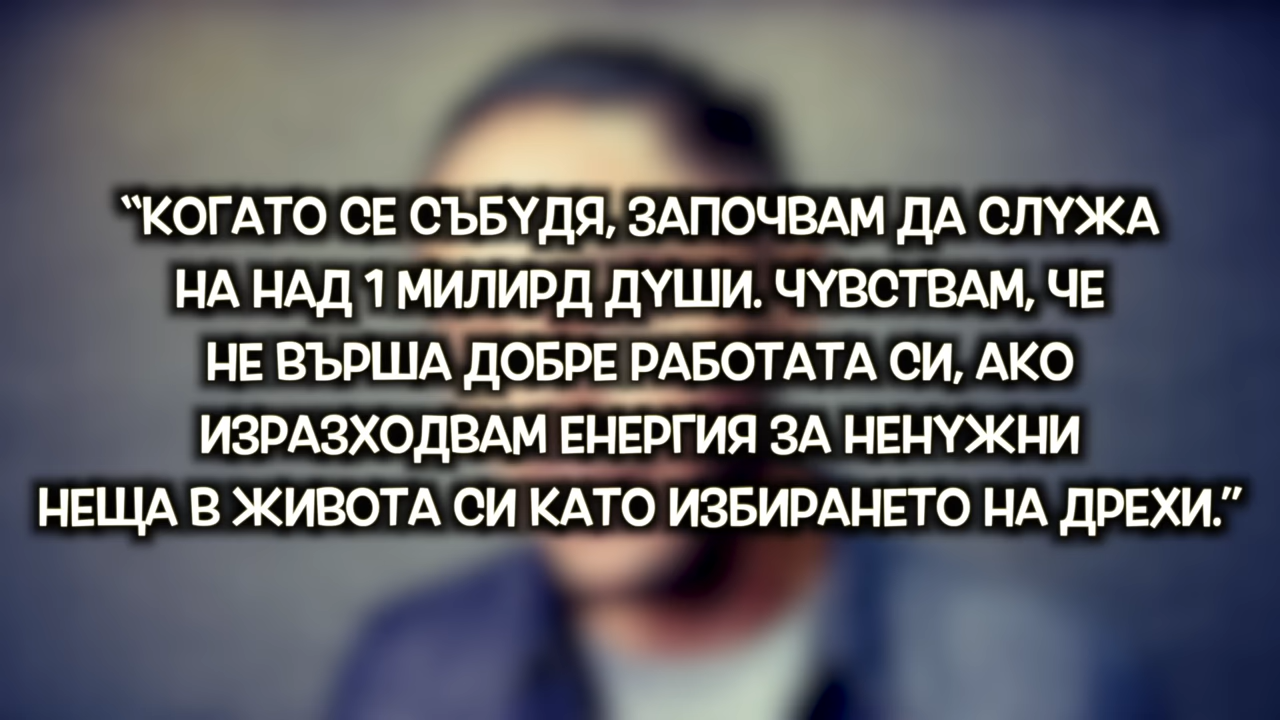 “КОГАТО СЕ СЪБУДЯ, ЗАПОЧВАМ ДА СЛУЖА
НА НАД 1 МИЛИРД ДУШИ. ЧУВСТВАМ, ЧЕ
НЕ ВЪРША ДОБРЕ РАБОТАТА СИ, АКО
ИЗРАЗХОДВАМ ЕНЕРГИЯ ЗА НЕНУЖНИ
НЕЩА В ЖИВОТА СИ КАТО ИЗБИРАНЕТО НА ДРЕХИ.”